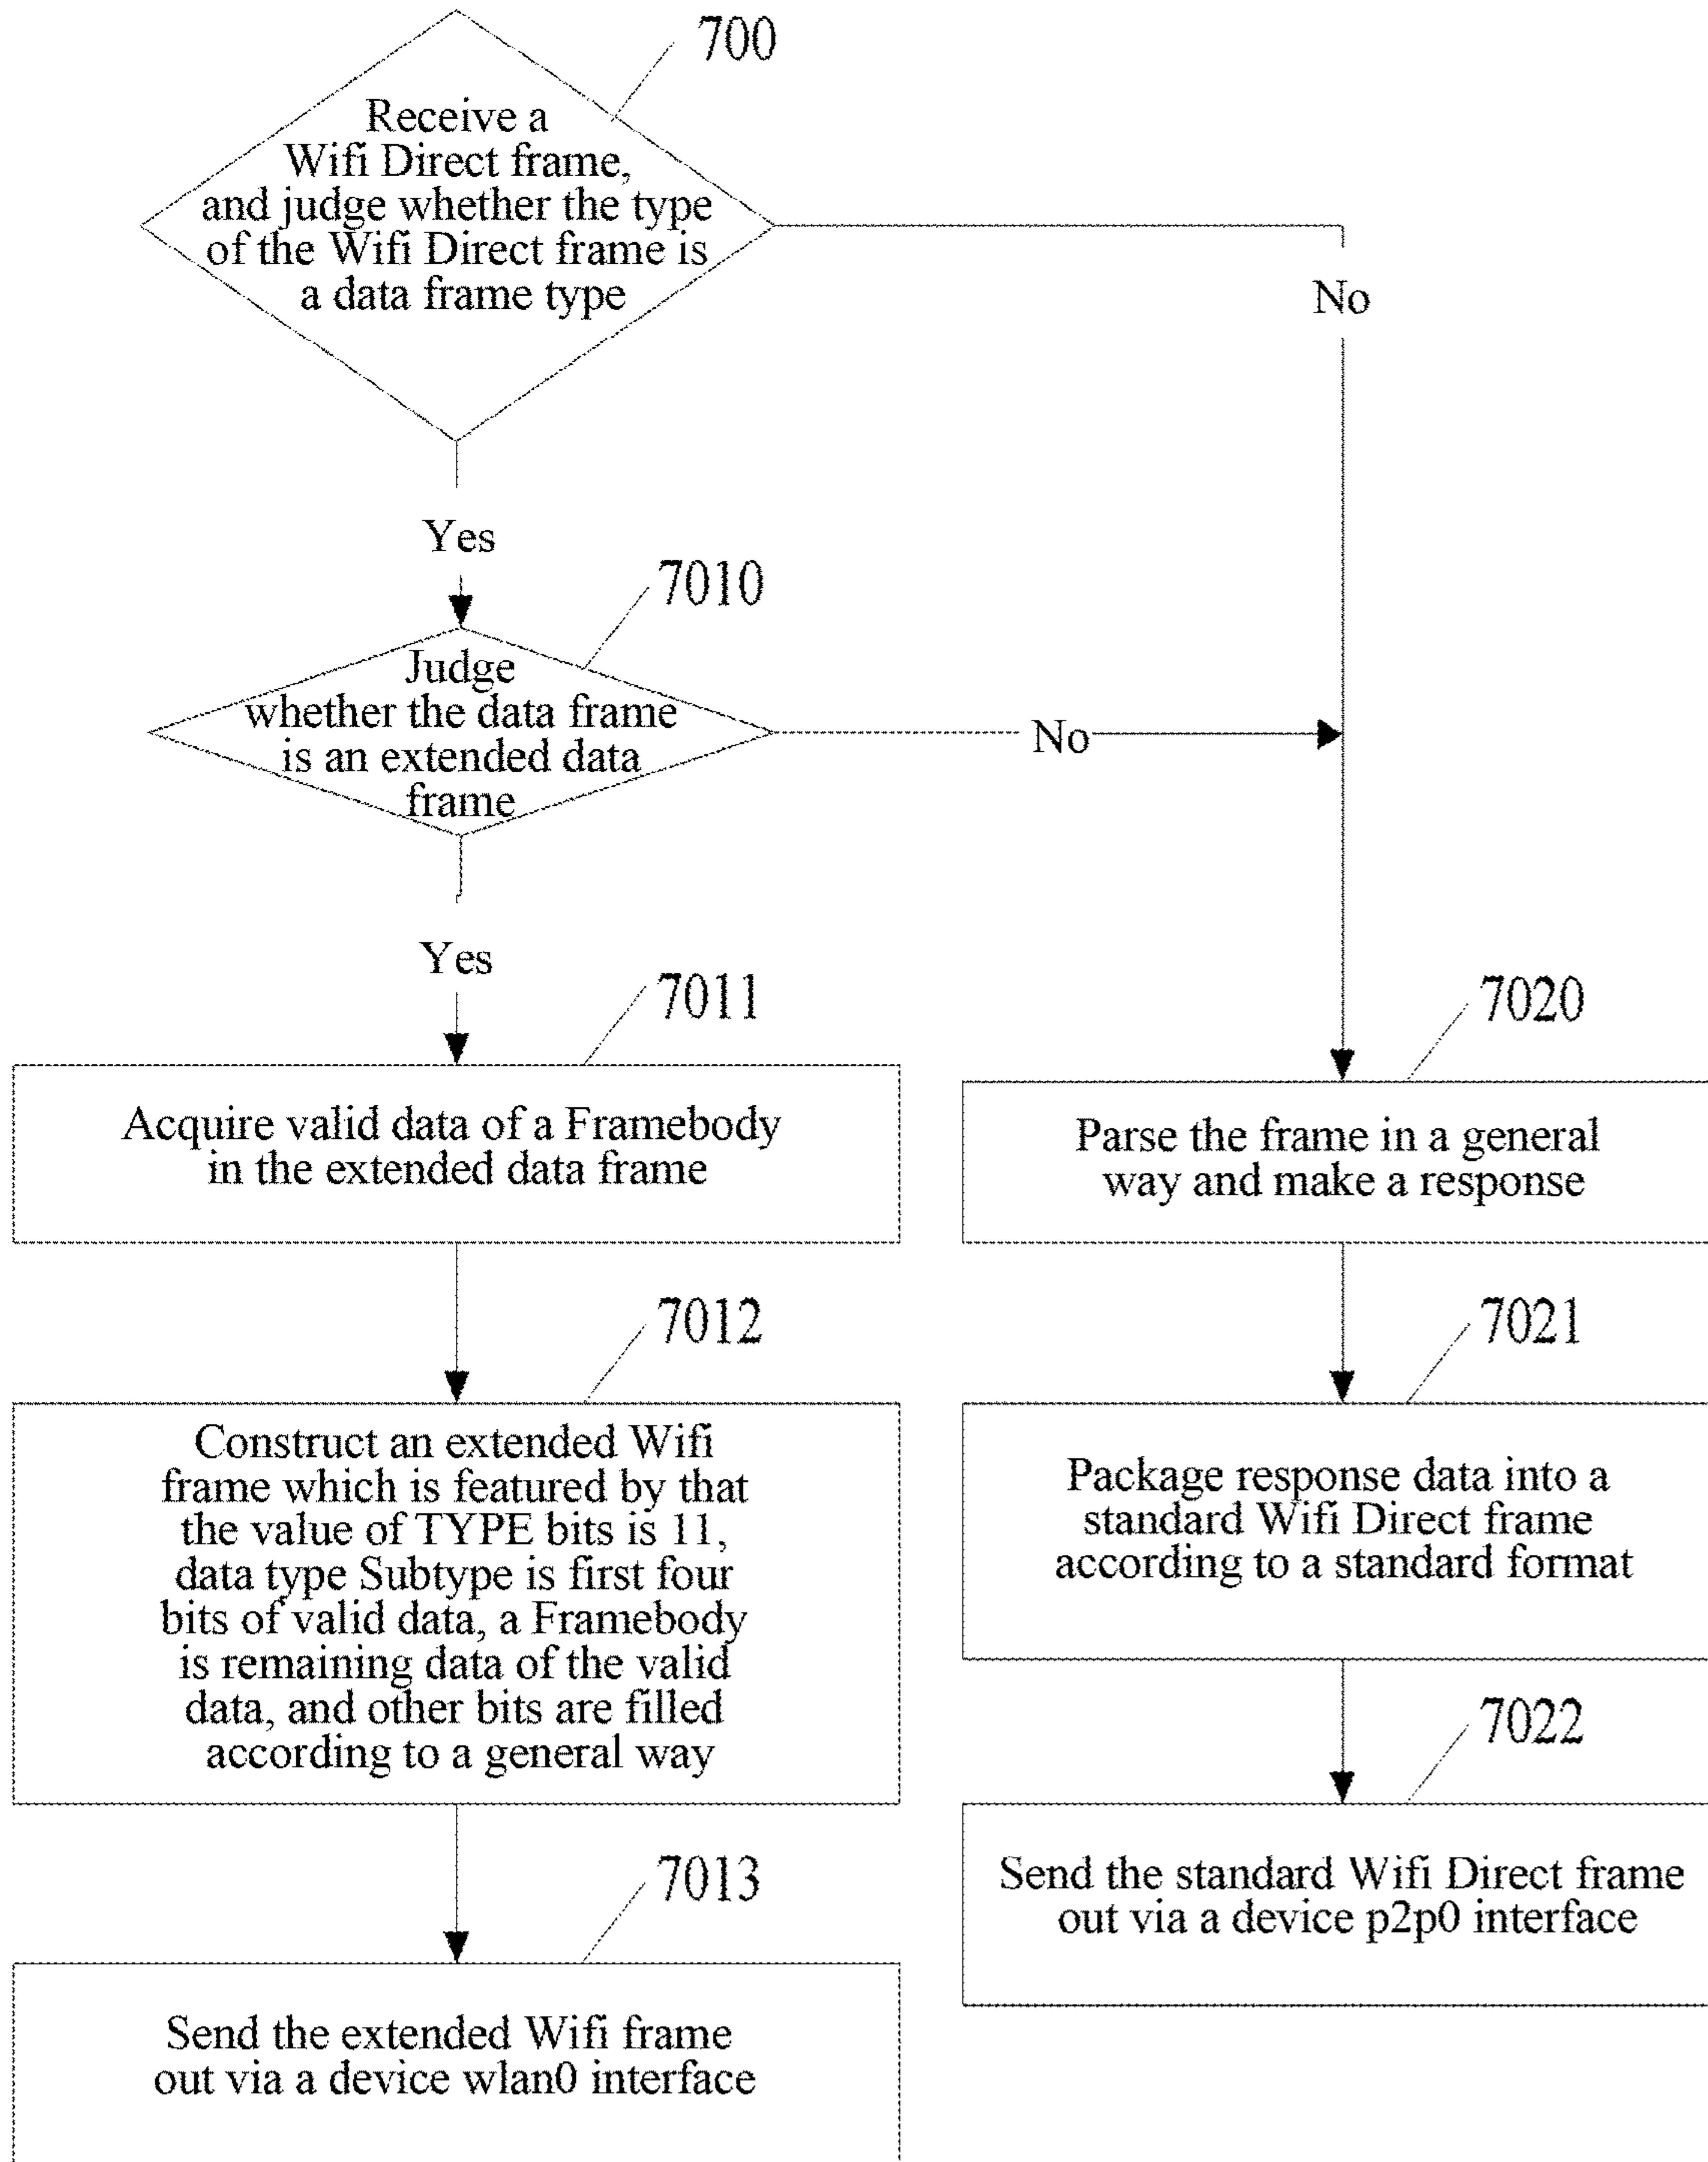 700
Receive a
Wifi Direct frame,
and judge whether the type
of the Wifi Direct frame is
a data frame type
No
Yes
7010
Judge
whether the data frame
is an extended data
frame
No
Yes
7011
Acquire valid data of a Framebody
in the extended data frame
7012
Construct an extended Wifi
frame which is featured by that
the value of TYPE bits is 11,
data type Subtype is first four
bits of valid data, a Framebody
is remaining data of the valid
data, and other bits are filled
according to a general way
7013
Send the extended Wifi frame
out via a device wlan0 interface
7020
Parse the frame in a general
way and make a response
7021
Package response data into a
standard Wifi Direct frame
according to a standard format
7022
Send the standard Wifi Direct frame
out via a device p2p0 interface